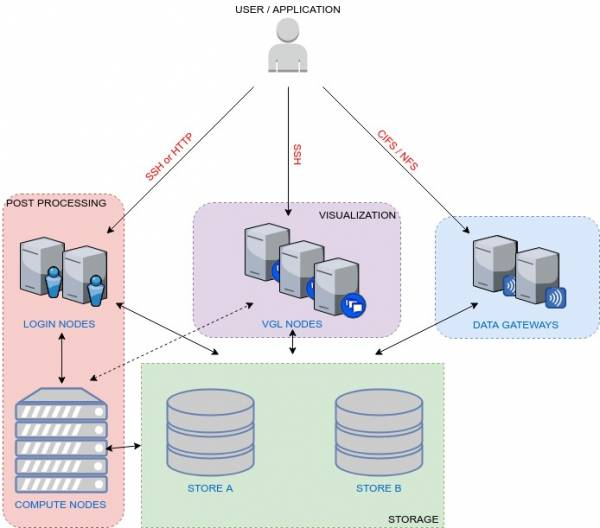 USER / APPLICATION
SSH or HTTP
SSH
CIFS / NFS
POST PROCESSING
VISUALIZATION
LOGIN NODES
VGL NODES
DATA GATEWAYS
COMPUTE NODES
STORE A
STORE B
STORAGE